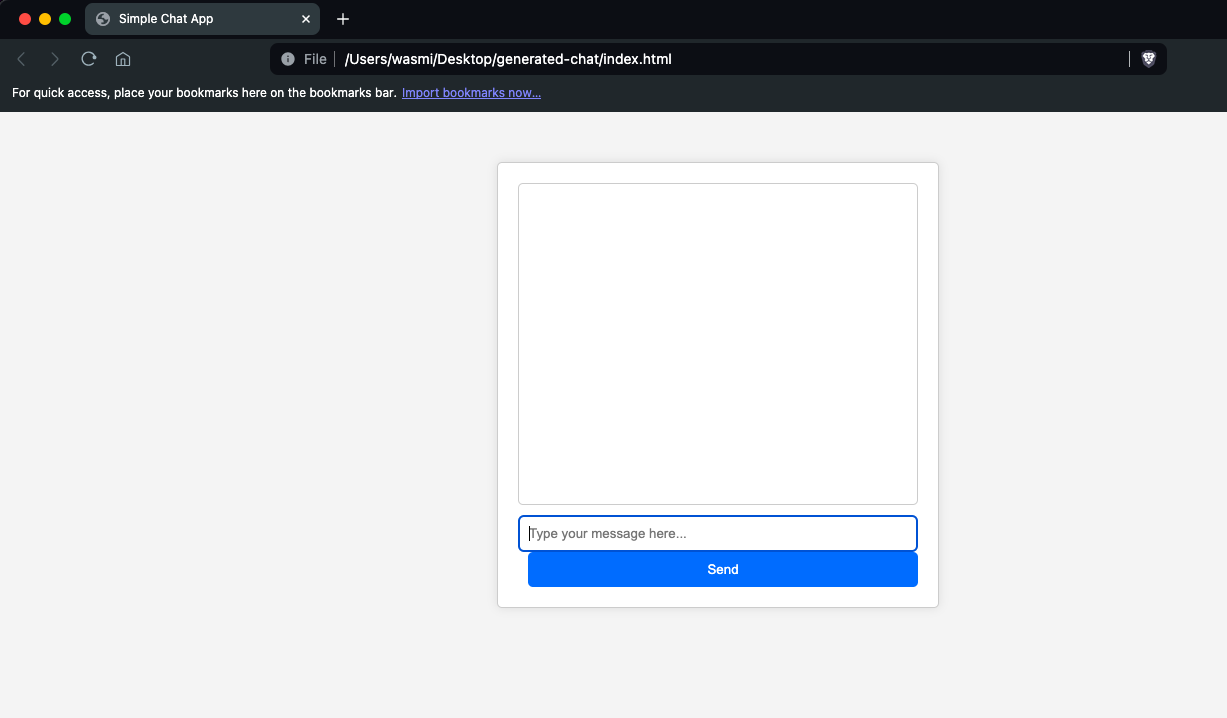 Simple Chat App
File /Users/wasmi/Desktop/generated-chat/index.html
For quick access, place your bookmarks here on the bookmarks bar. Import bookmarks now...
Type your message here...
Send